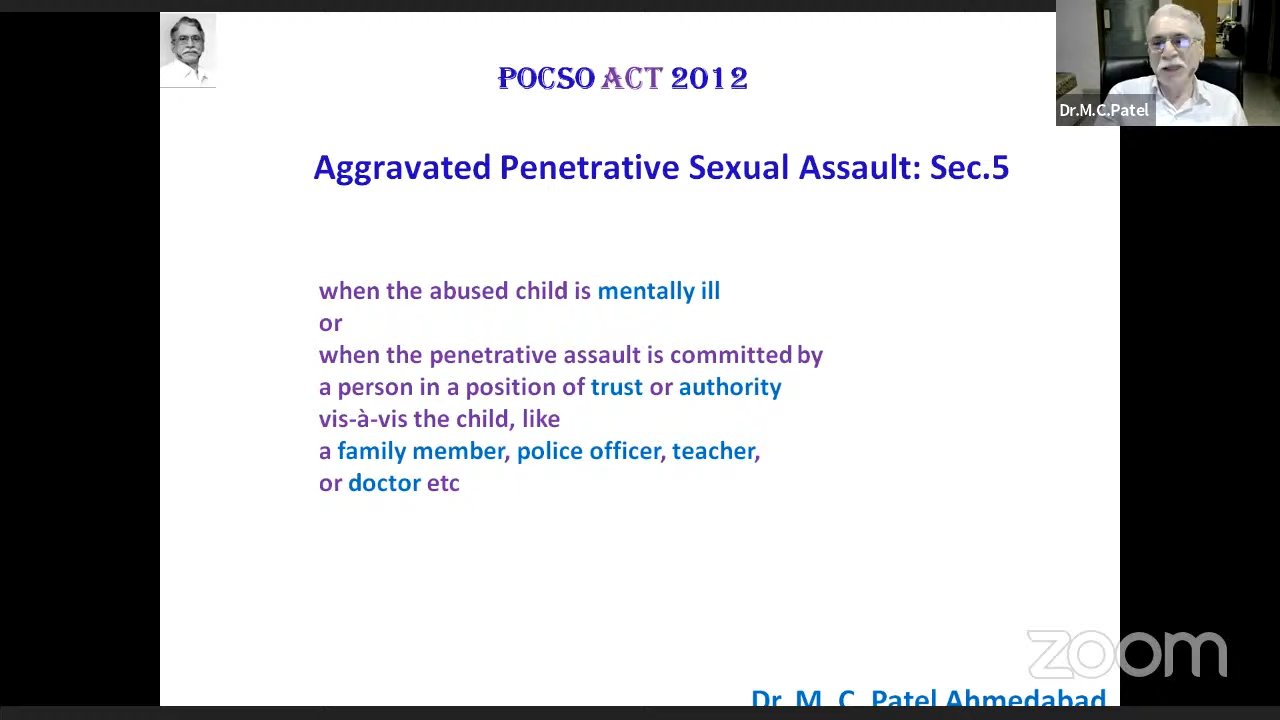 POCSO ACT 2012
Dr.M.C.Patel
Aggravated Penetrative Sexual Assault: Sec.5
when the abused child is mentally ill
or
when the penetrative assault is committed by
a person in a position of trust or authority
vis-à-vis the child, like
a family member, police officer, teacher,
or doctor etc
zoom
Dr. M. C. Patel Ahmedabad